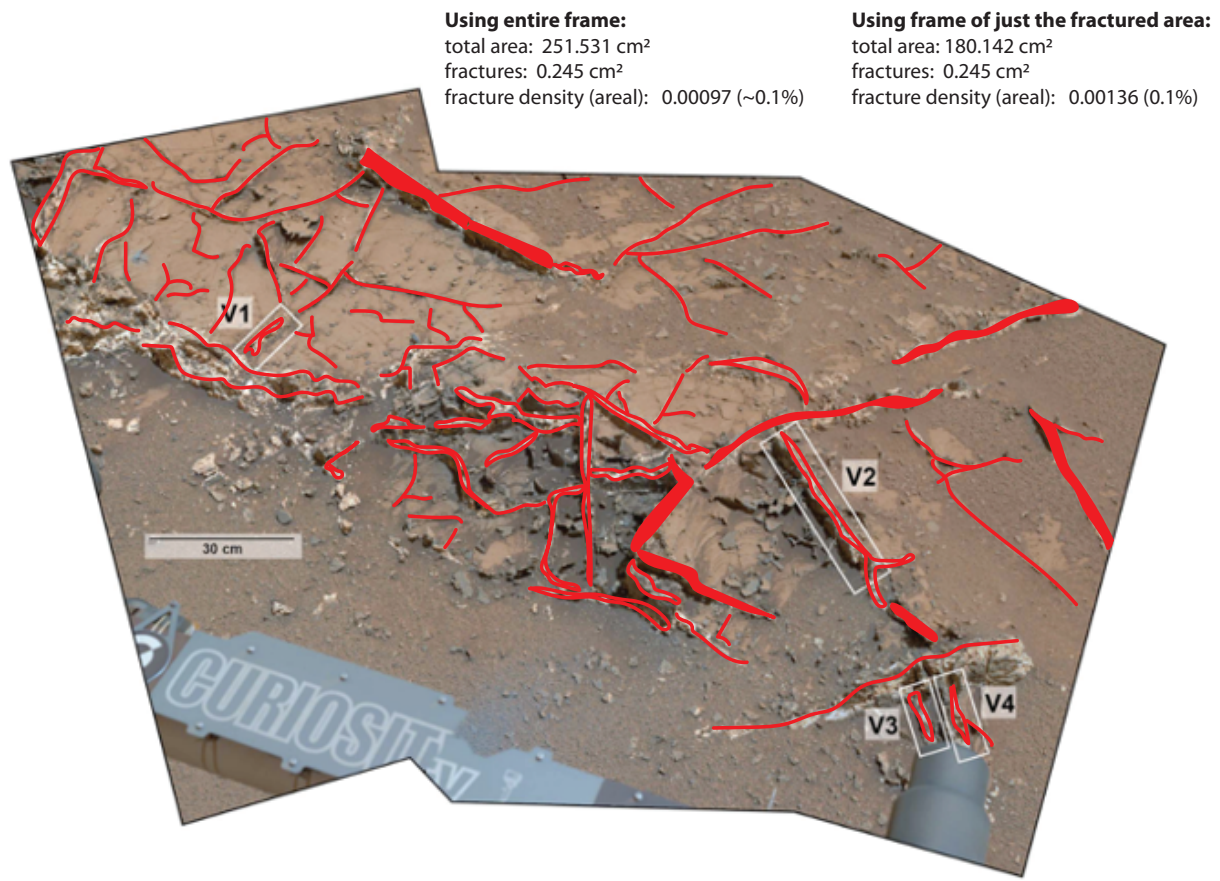 Using entire frame:
total area: 251.531 cm²
fractures: 0.245 cm²
fracture density (areal): 0.00097 (~0.1%)
Using frame of just the fractured area:
total area: 180.142 cm²
fractures: 0.245 cm²
fracture density (areal): 0.00136 (0.1%)
V1
V2
30 cm
V3
V4
CURIOSITY